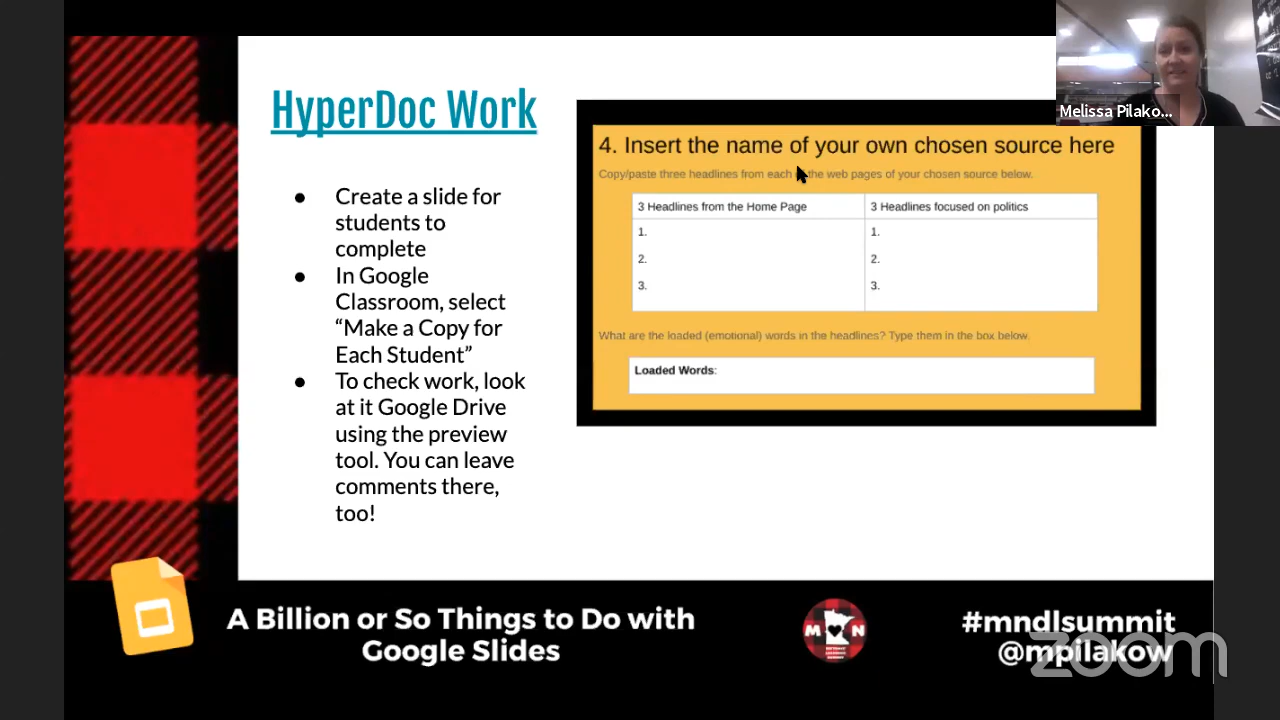 HyperDoc Work
● Create a slide for
students to
complete
● In Google
Classroom, select
“Make a Copy for
Each Student”
● To check work, look
at it Google Drive
using the preview
tool. You can leave
comments there,
too!
4. Insert the name of your own chosen source here
Copy/paste three headlines from each of the web pages of your chosen source below.
3 Headlines from the Home Page
1.
2.
3.
3 Headlines focused on politics
1.
2.
3.
What are the loaded (emotional) words in the headlines? Type them in the box below.
Loaded Words:
Melissa Pilako...
A Billion or So Things to Do with
Google Slides
M N
#mndlsummit
@mpilakow
zoom